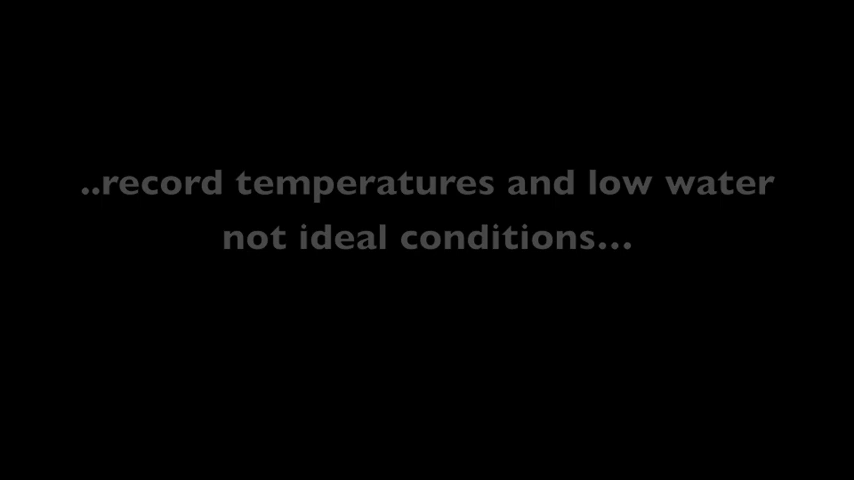 ..record temperatures and low water
not ideal conditions...